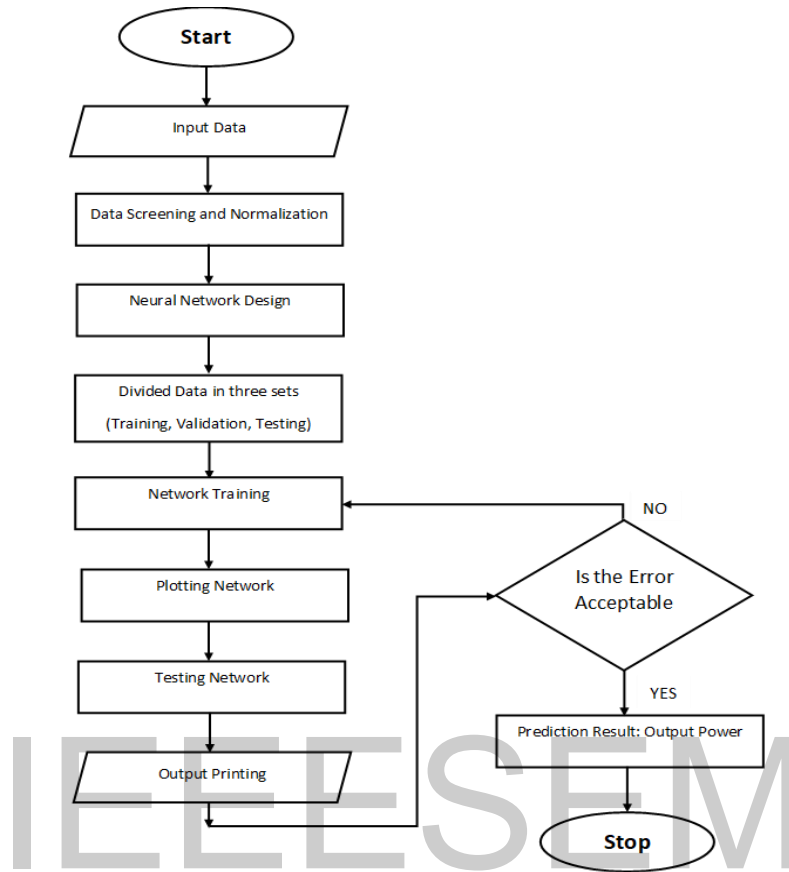 Start
Input Data
Data Screening and Normalization
Neural Network Design
Divided Data in three sets
(Training, Validation, Testing)
Network Training
Plotting Network
Testing Network
Output Printing
NO
Is the Error
Acceptable
YES
Prediction Result: Output Power
Stop
IEEESEM